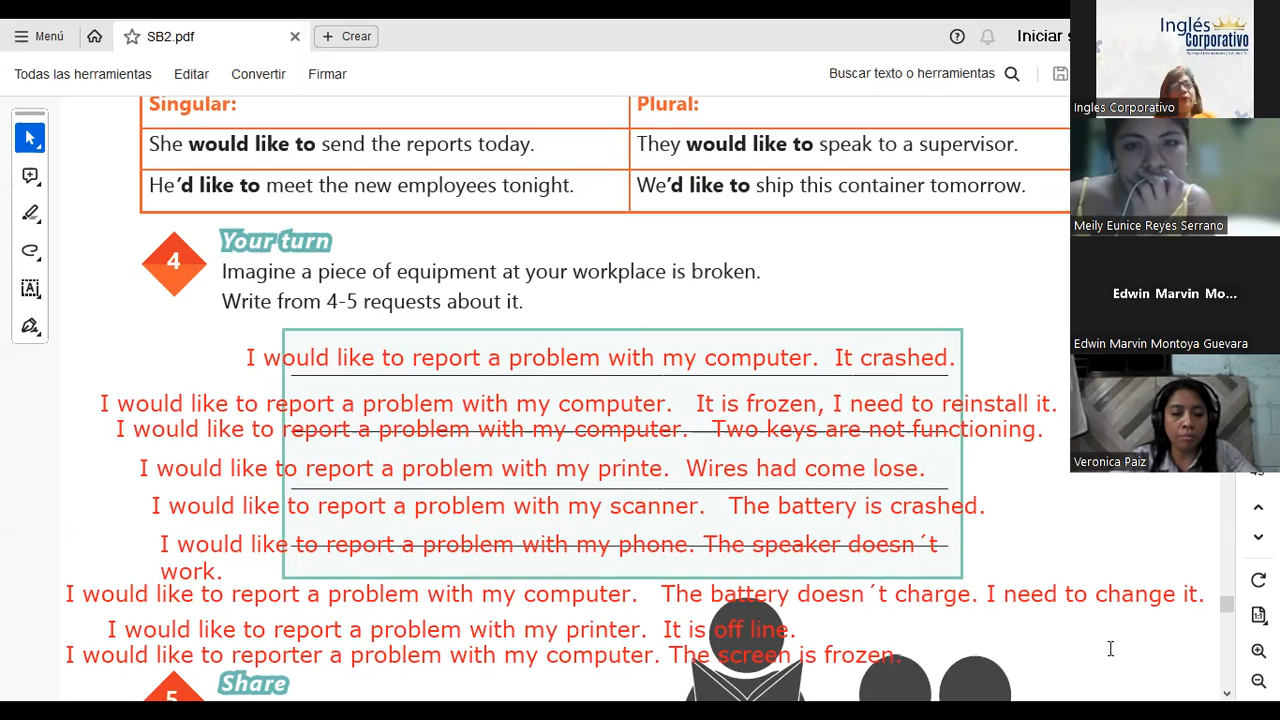 Menú
SB2.pdf
Crear
Iniciar s
Todas las herramientas
Editar
Convertir
Firmar
Buscar texto o herramientas
Singular:
Plural:
She would like to send the reports today.
They would like to speak to a supervisor.
He'd like to meet the new employees tonight.
We'd like to ship this container tomorrow.
4
Your turn
Imagine a piece of equipment at your workplace is broken.
Write from 4-5 requests about it.
I would like to report a problem with my computer. It crashed.
I would like to report a problem with my computer. It is frozen, I need to reinstall it.
I would like to report a problem with my computer. Two keys are not functioning.
I would like to report a problem with my printe. Wires had come lose.
I would like to report a problem with my scanner. The battery is crashed.
I would like to report a problem with my phone. The speaker doesn´t
work.
I would like to report a problem with my computer. The battery doesn´t charge. I need to change it.
I would like to report a problem with my printer. It is off line.
I would like to reporter a problem with my computer. The screen is frozen.
5
Share
Inglés
Corporativo
Ingles Corporativo
Meily Eunice Reyes Serrano
Edwin Marvin Mo...
Edwin Marvin Montoya Guevara
Veronica Paiz